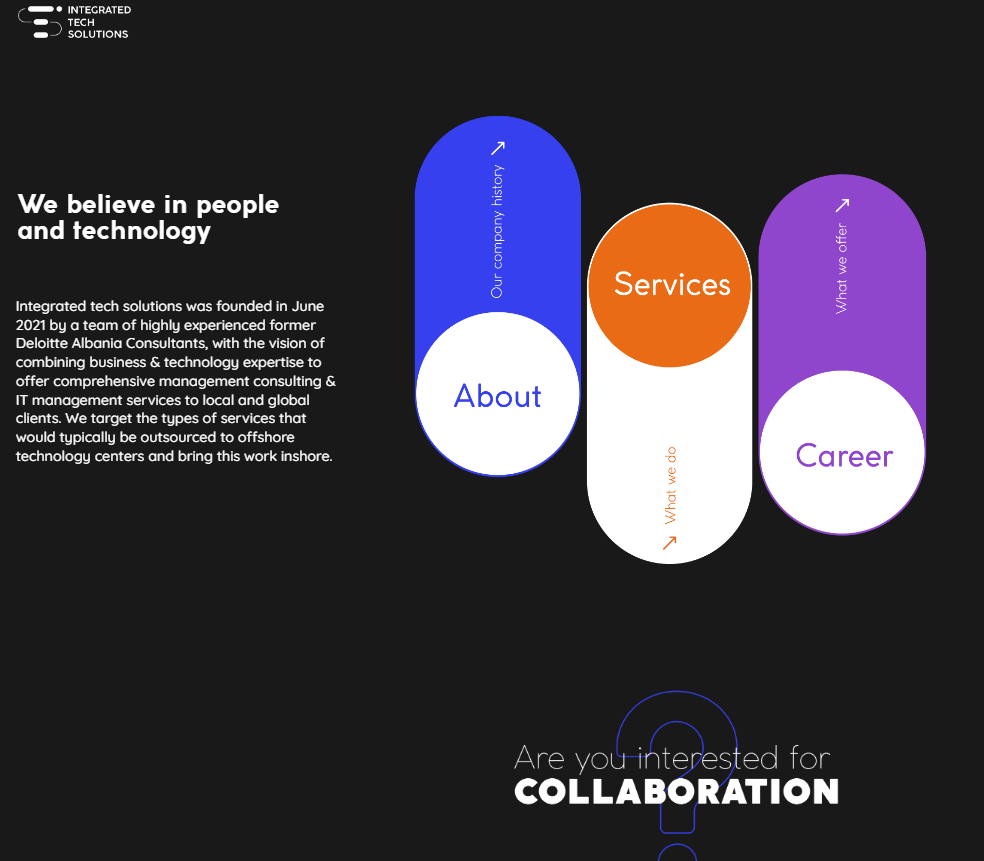 INTEGRATED
TECH
SOLUTIONS
We believe in people
and technology
Integrated tech solutions was founded in June
2021 by a team of highly experienced former
Deloitte Albania Consultants, with the vision of
combining business & technology expertise to
offer comprehensive management consulting &
IT management services to local and global
clients. We target the types of services that
would typically be outsourced to offshore
technology centers and bring this work inshore.
Our company history
About
Services
What we do
What we offer
Career
?
Are you interested for
COLLABORATION